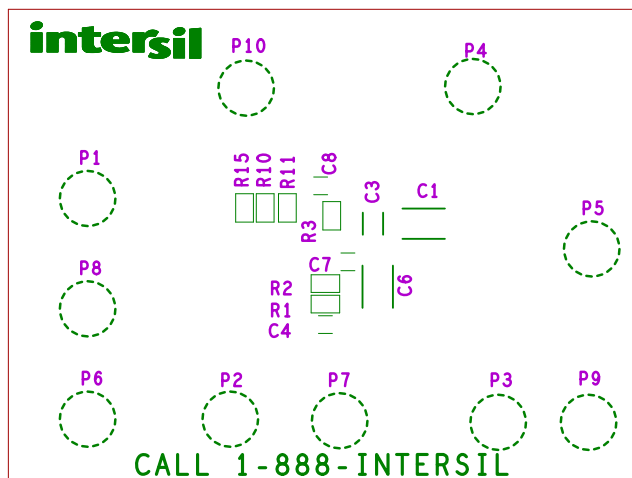 intersil
P10
P4
P1
R15
R10
R11
C8
C3
C1
R3
P5
P8
C7
R2
C6
R1
C4
P6
P2
P7
P3
P9
CALL 1-888-INTERSIL